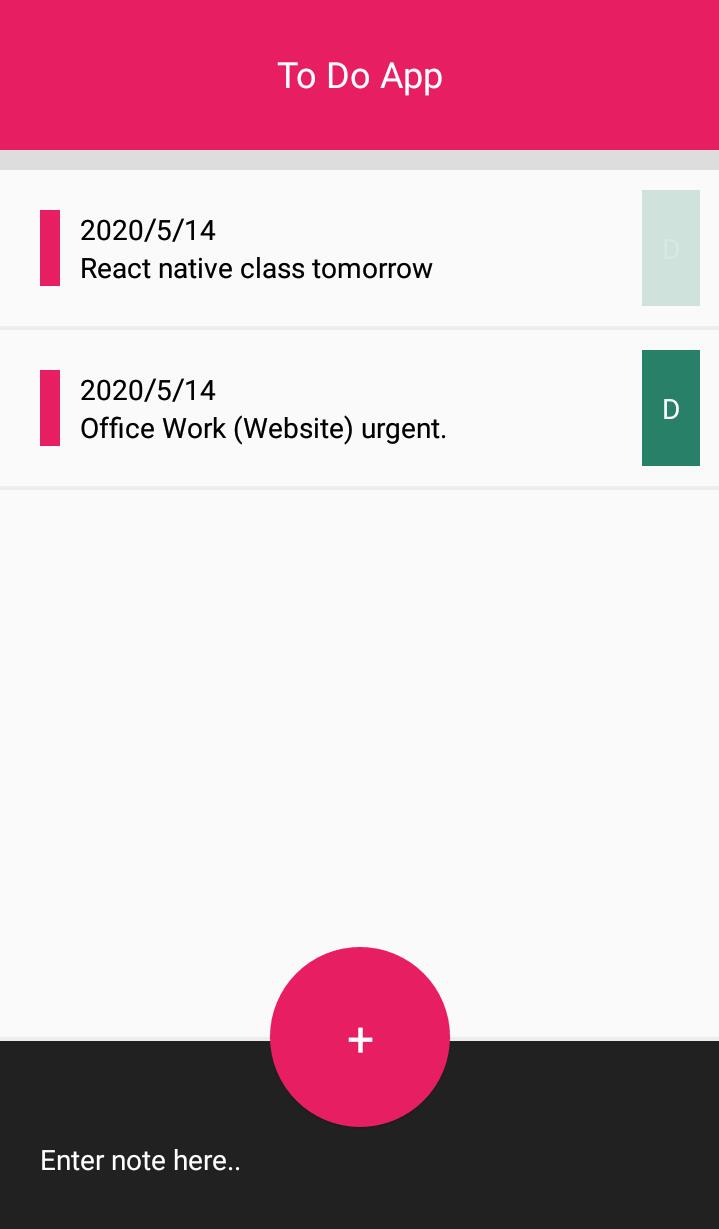 To Do App
2020/5/14
React native class tomorrow
D
2020/5/14
Office Work (Website) urgent.
D
+
Enter note here..